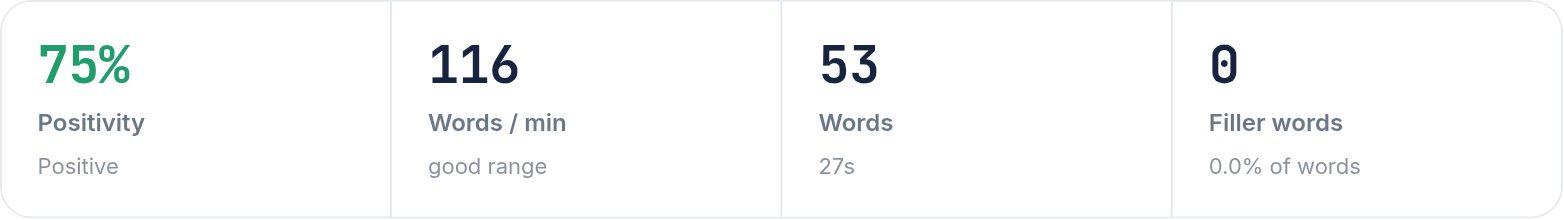 75%
Positivity
Positive
116
Words / min
good range
53
Words
27s
0
Filler words
0.0% of words